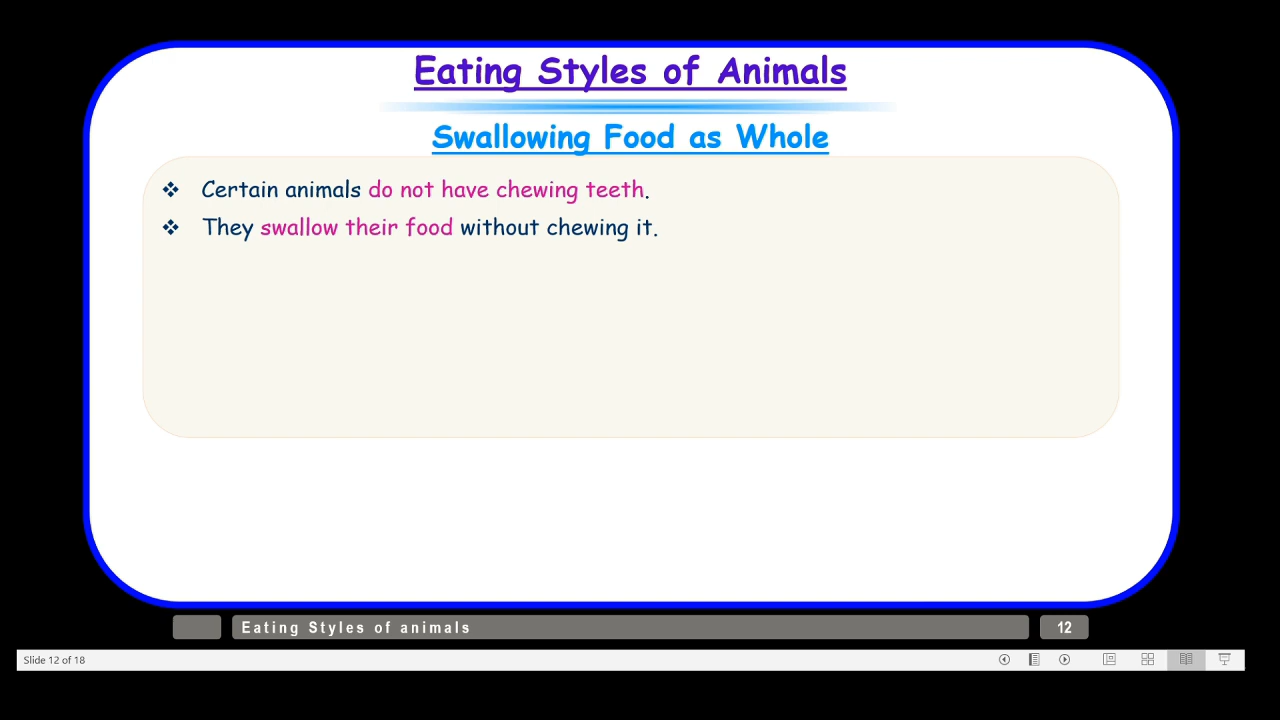 Eating Styles of Animals
Swallowing Food as Whole
❖ Certain animals do not have chewing teeth.
❖ They swallow their food without chewing it.
Eating Styles of animals
12
Slide 12 of 18